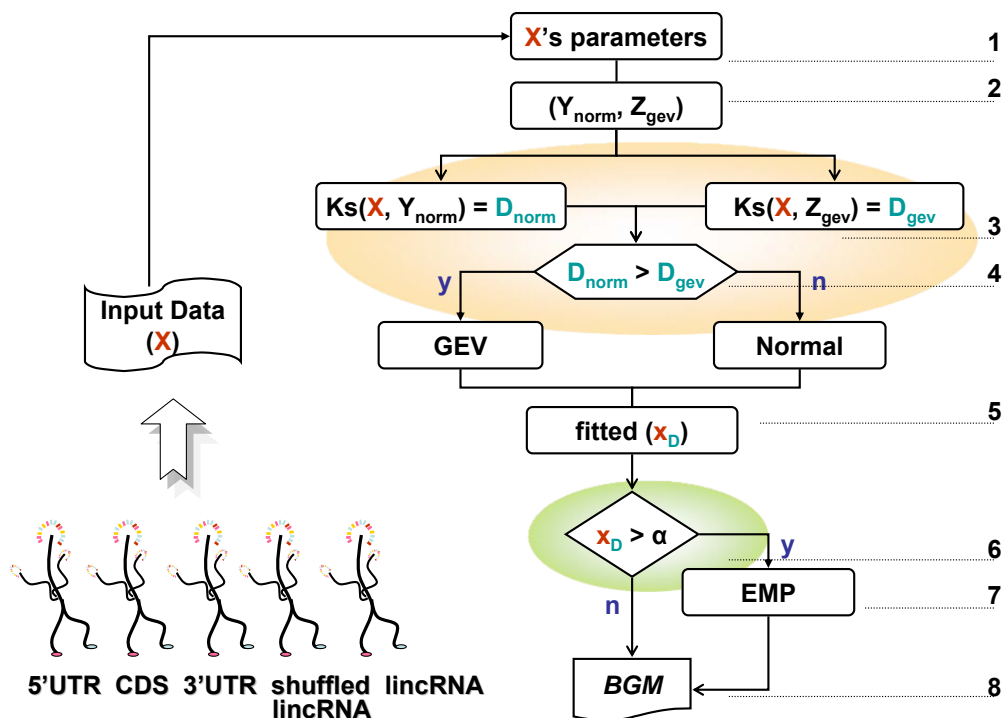 X's parameters
1
2
(Ynorm, Zgev)
Ks(X, Ynorm) = Dnorm
Ks(X, Zgev) = Dgev
3
Dnorm > Dgev
4
y
n
Input Data
(X)
GEV
Normal
5
fitted (xD)
xD > α
y
6
n
EMP
7
BGM
8
5'UTR CDS 3'UTR shuffled lincRNA
lincRNA